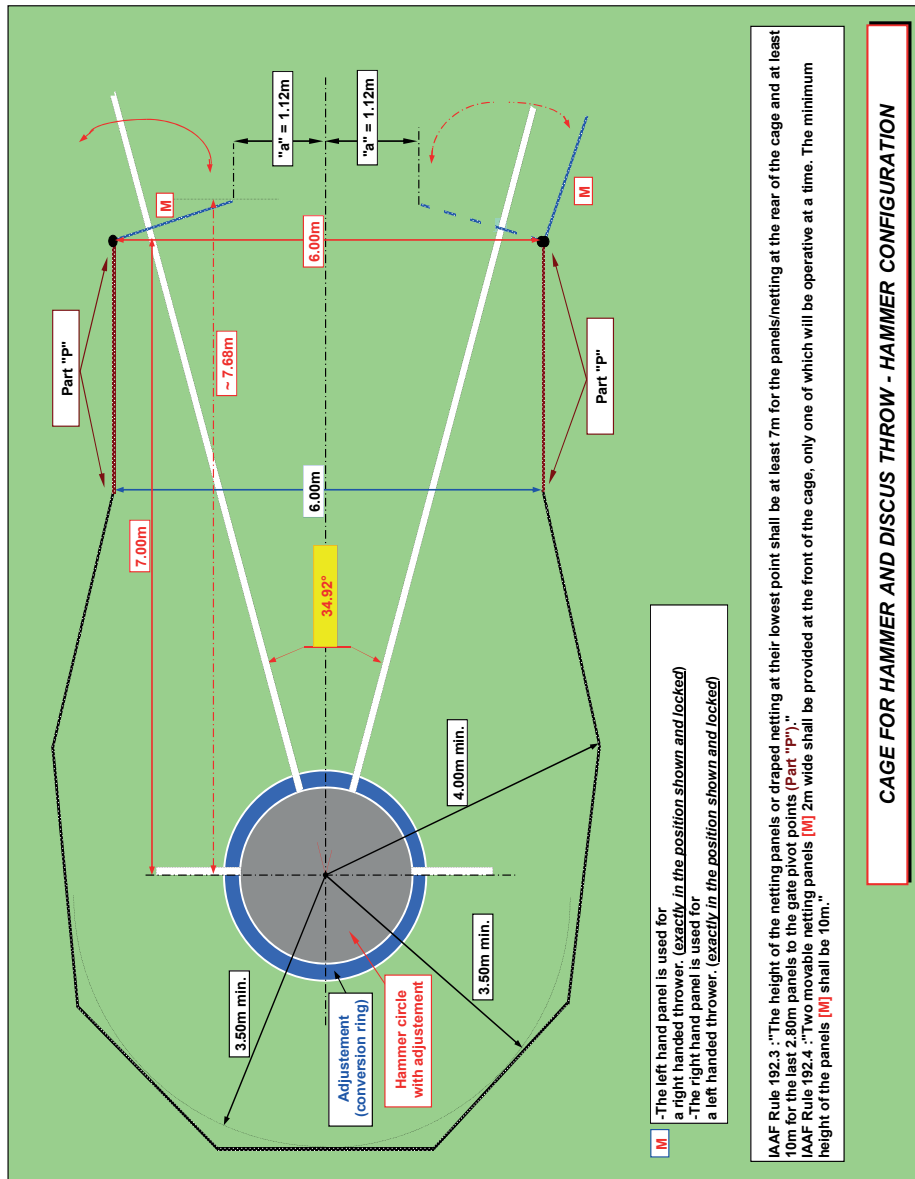 Part "P"
7.00m
~ 7.68m
M
"a" = 1.12m
6.00m
6.00m
34.92°
"a" = 1.12m
M
Part "P"
3.50m min.
4.00m min.
3.50m min.
Adjustement
(conversion ring)
Hammer circle
with adjustement
M
-The left hand panel is used for
a right handed thrower. (exactly in the position shown and locked)
-The right hand panel is used for
a left handed thrower. (exactly in the position shown and locked)
IAAF Rule 192.3 :"The height of the netting panels or draped netting at their lowest point shall be at least 7m for the panels/netting at the rear of the cage and at least
10m for the last 2.80m panels to the gate pivot points (Part "P")."
IAAF Rule 192.4 :"Two movable netting panels [M] 2m wide shall be provided at the front of the cage, only one of which will be operative at a time. The minimum
height of the panels [M] shall be 10m."
CAGE FOR HAMMER AND DISCUS THROW - HAMMER CONFIGURATION